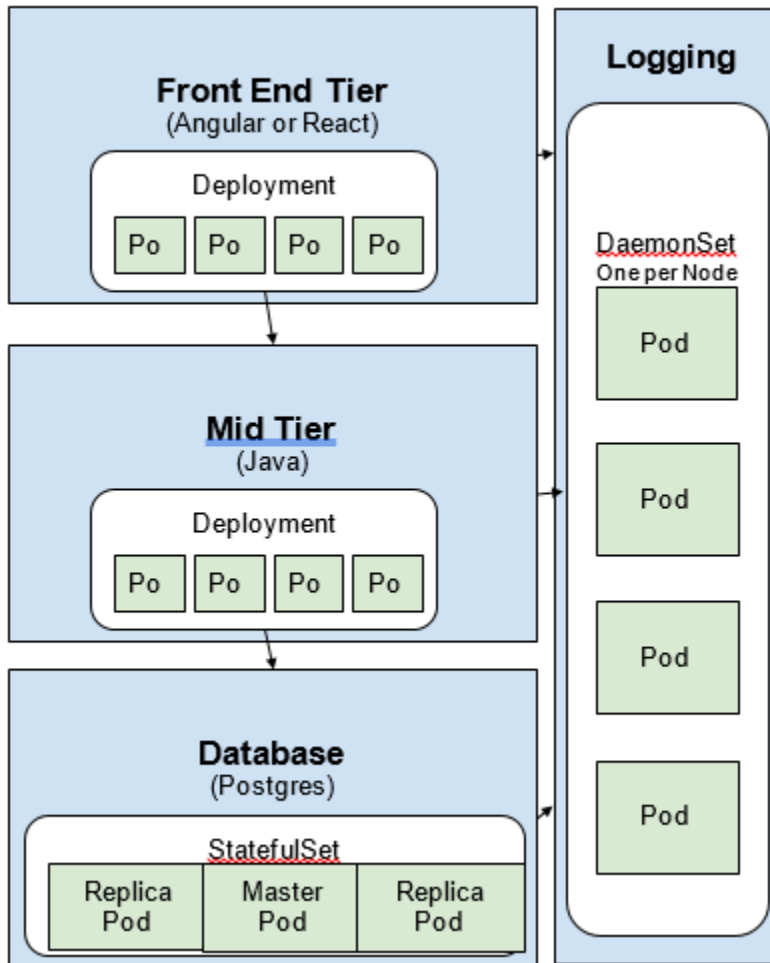 Front End Tier
(Angular or React)
Deployment
Po Po Po Po
Mid Tier
(Java)
Deployment
Po Po Po Po
Database
(Postgres)
StatefulSet
Replica Pod
Master Pod
Replica Pod
Logging
DaemonSet
One per Node
Pod
Pod
Pod
Pod